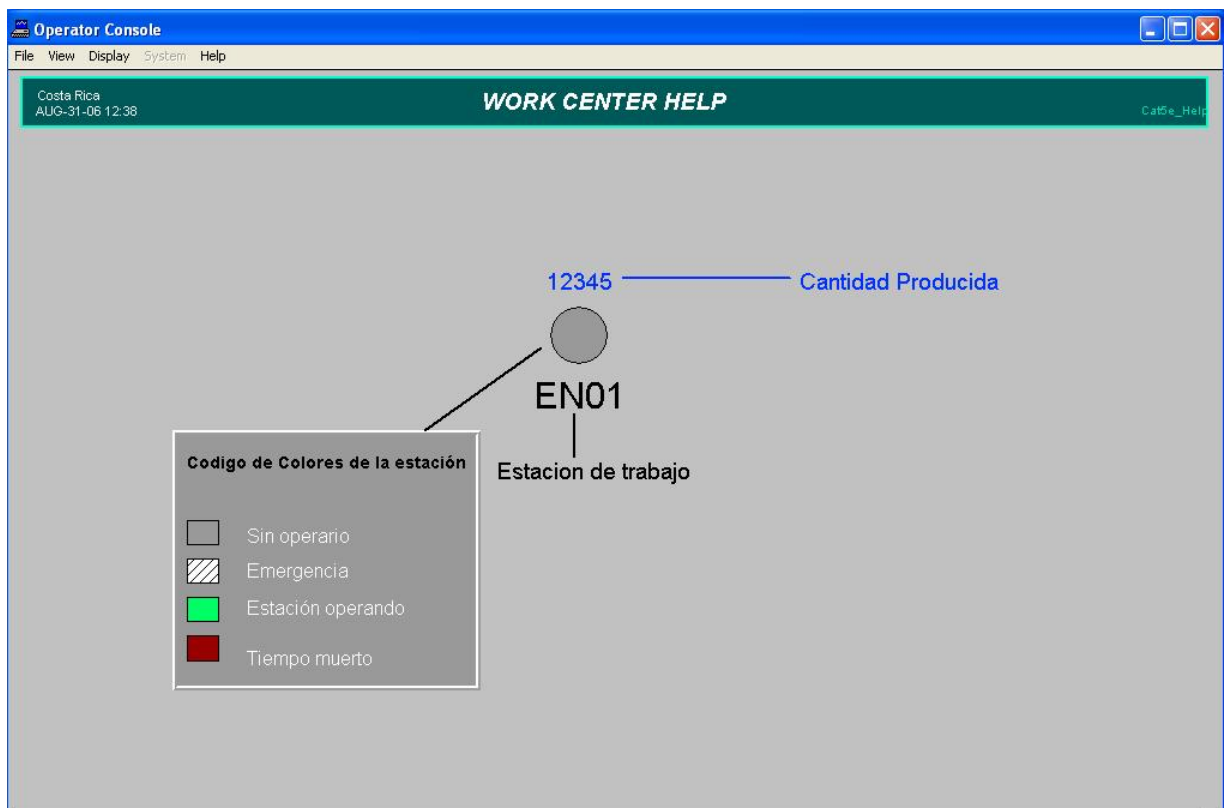 Operator Console
File View Display System Help
Costa Rica
AUG-31-06 12:38
WORK CENTER HELP
Cat5e_Help
12345
Cantidad Producida
EN01
Estacion de trabajo
Codigo de Colores de la estación
Sin operario
Emergencia
Estación operando
Tiempo muerto